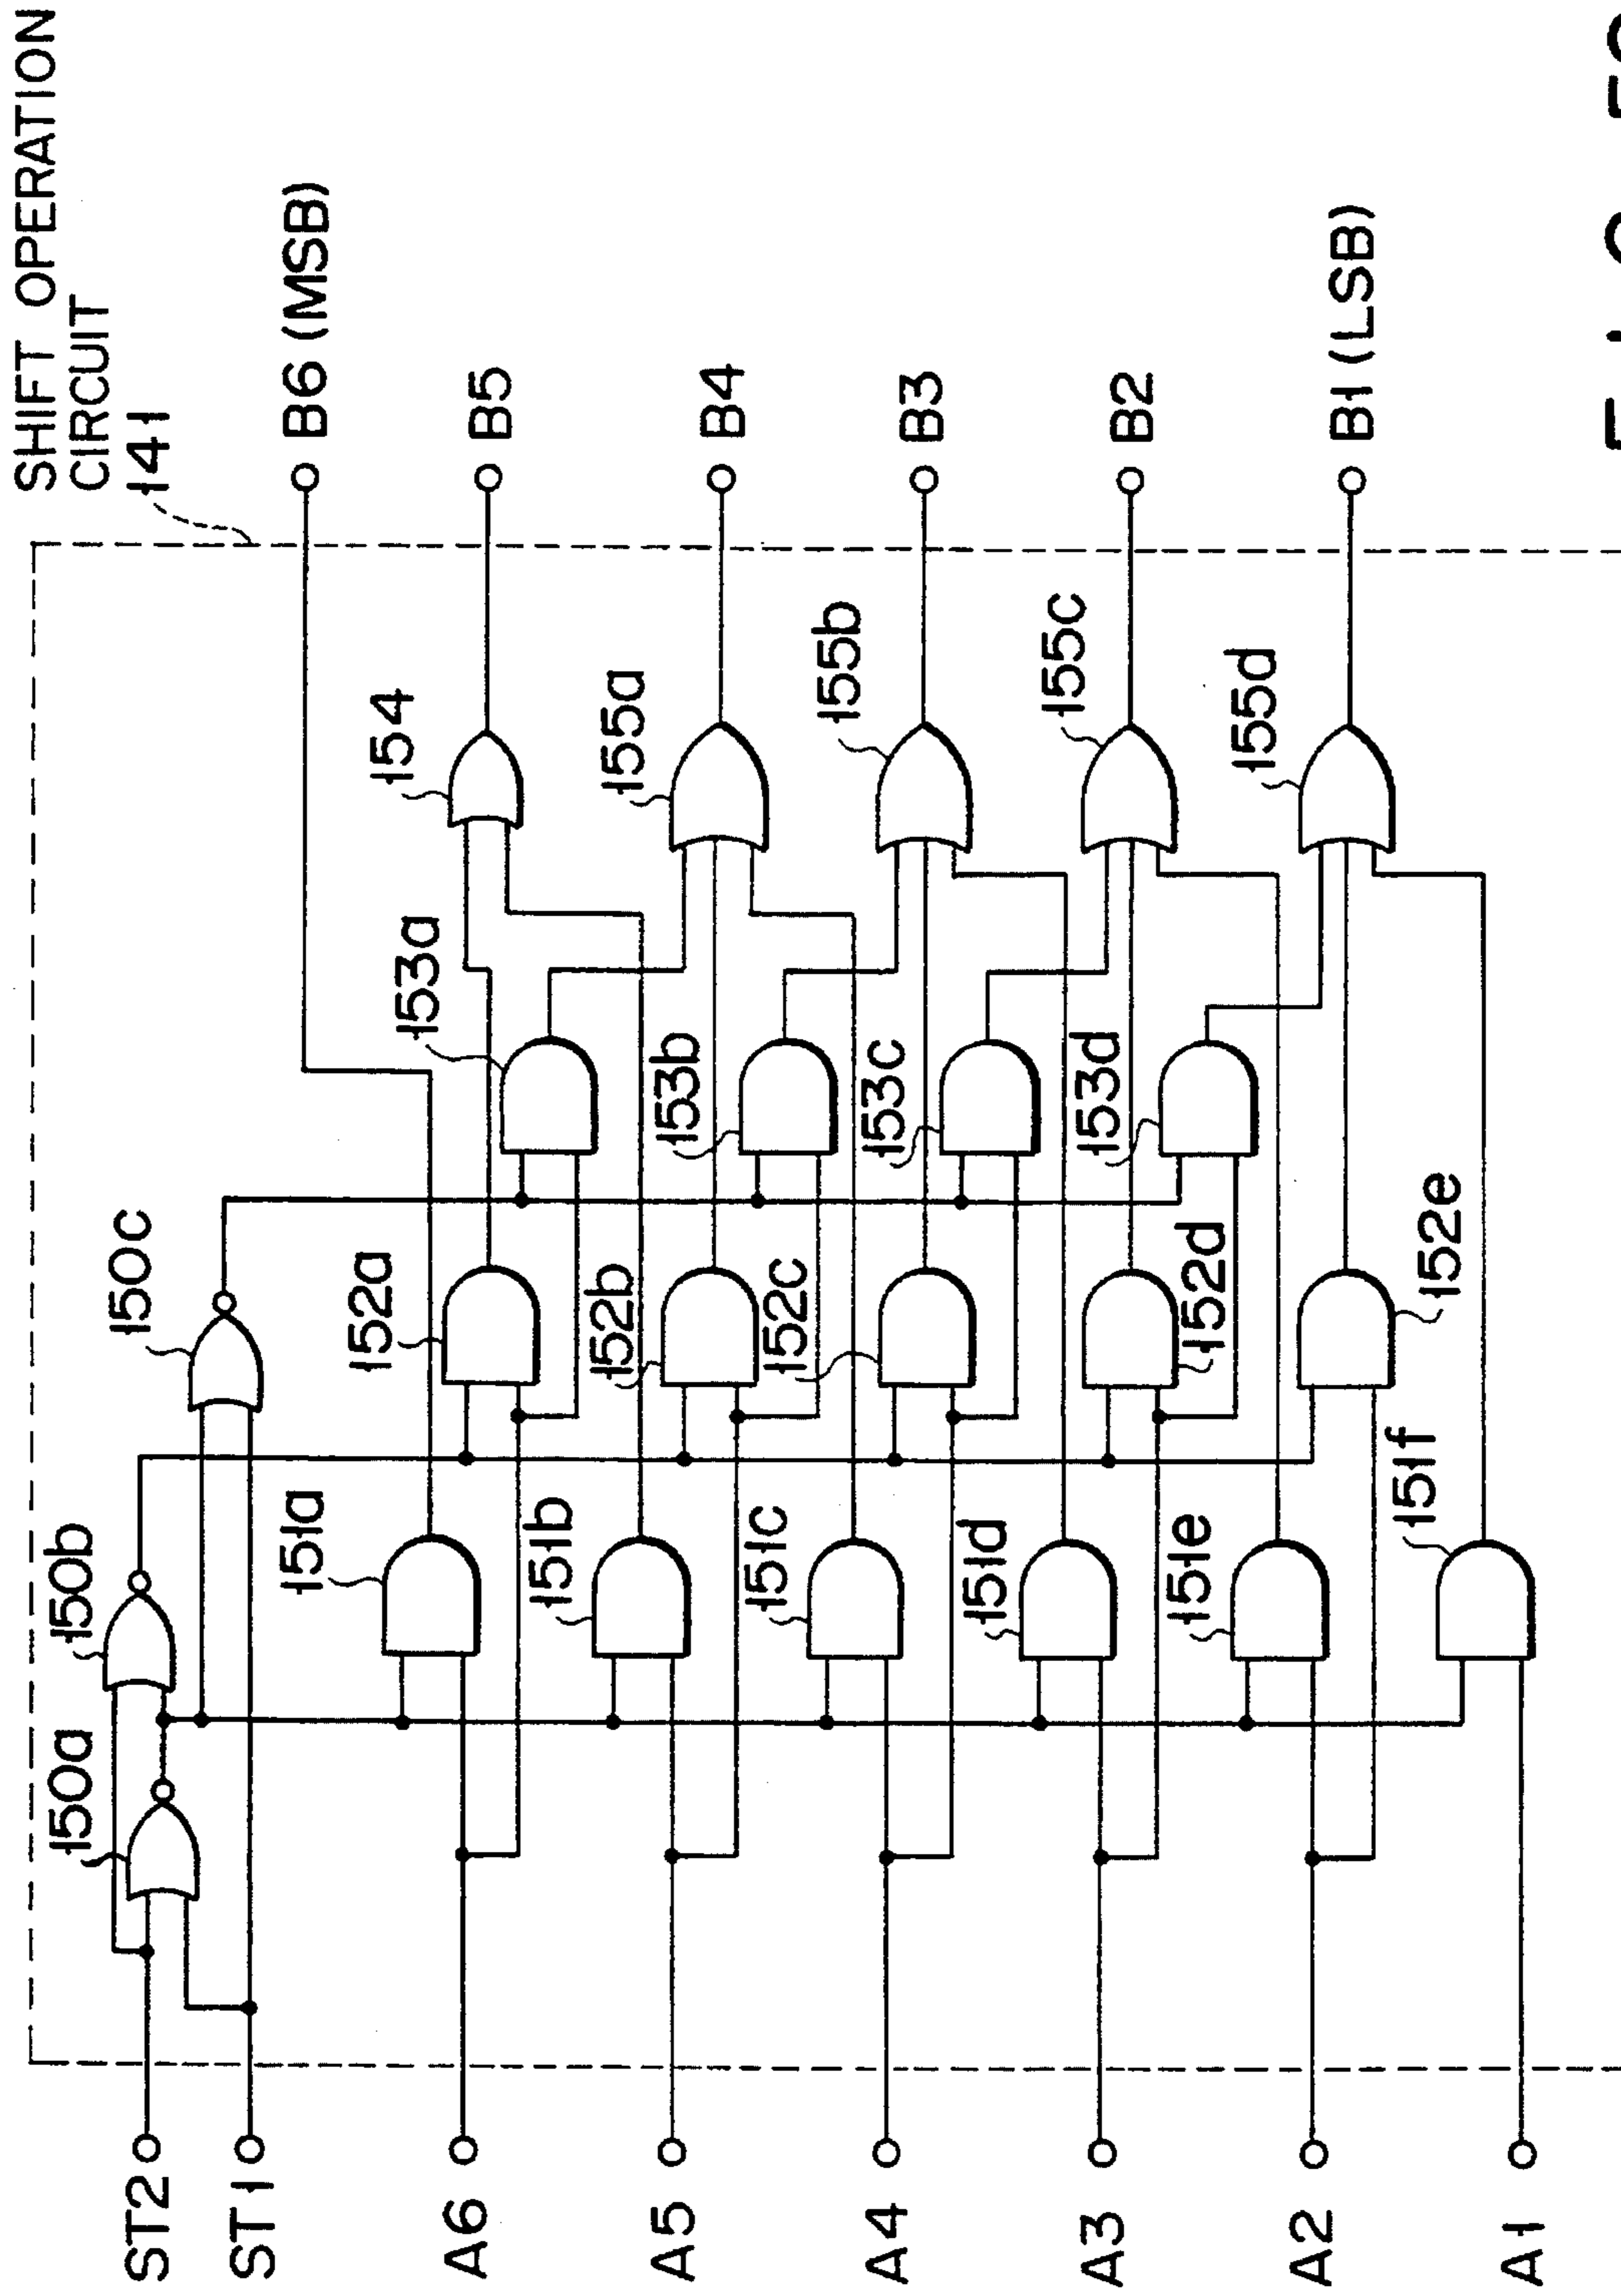 SHIFT OPERATION
CIRCUIT
141
ST2
ST1
A6
A5
A4
A3
A2
A1
B6 (MSB)
B5
B4
B3
B2
B1 (LSB)
150a
150b
150c
151a
151b
151c
151d
151e
151f
152a
152b
152c
152d
152e
153a
153b
153c
153d
154
155a
155b
155c
155d